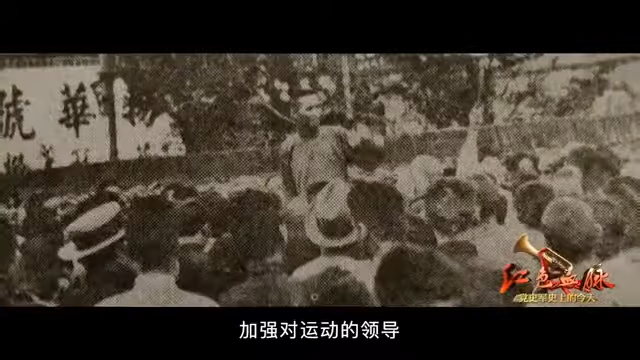 號 華
红色血脉
党史军史上的今天
加强对运动的领导